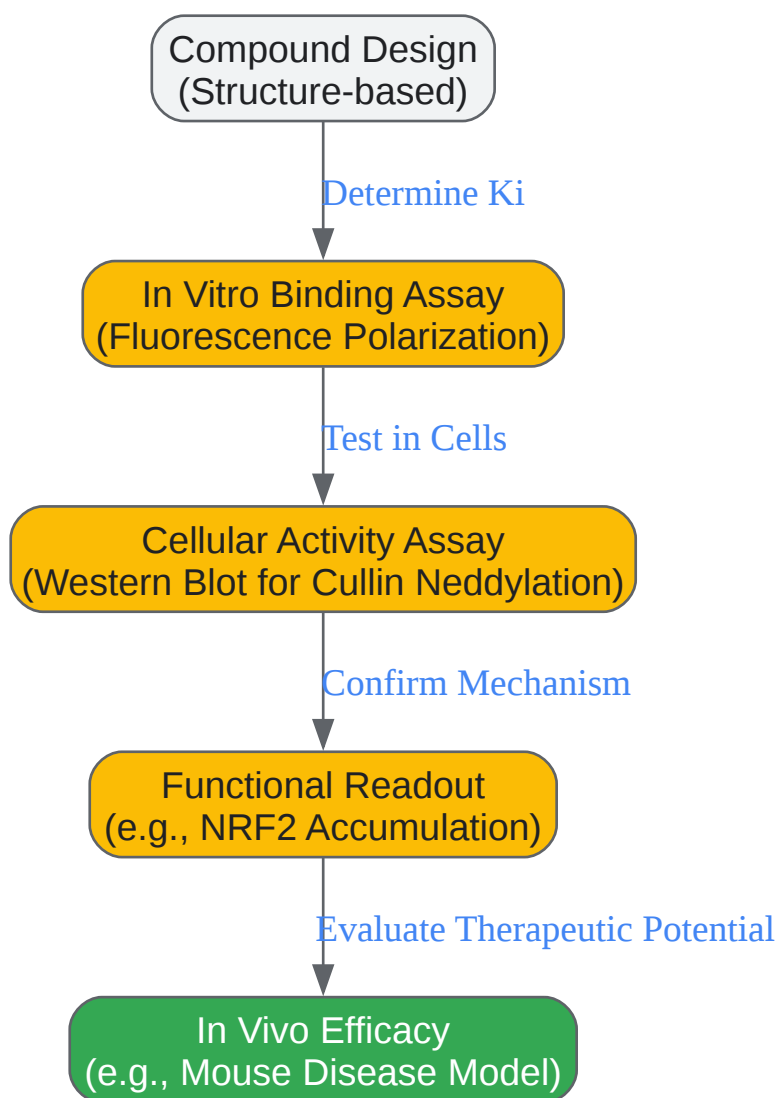 Compound Design
(Structure-based)
Determine Ki
In Vitro Binding Assay
(Fluorescence Polarization)
Test in Cells
Cellular Activity Assay
(Western Blot for Cullin Neddylation)
Confirm Mechanism
Functional Readout
(e.g., NRF2 Accumulation)
Evaluate Therapeutic Potential
In Vivo Efficacy
(e.g., Mouse Disease Model)